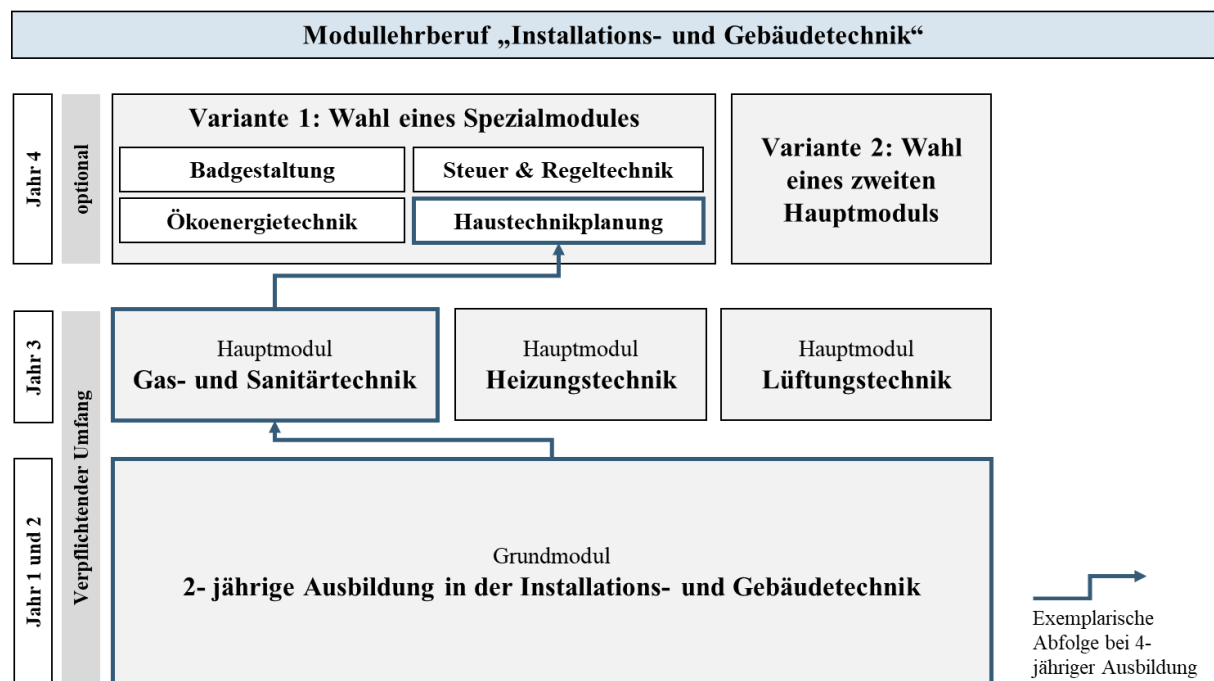 Modullehrberuf „Installations- und Gebäudetechnik“
Jahr 4
optional
Variante 1: Wahl eines Spezialmodules
Badgestaltung
Steuer & Regeltechnik
Ökoenergietechnik
Haustechnikplanung
Variante 2: Wahl
eines zweiten
Hauptmoduls
Jahr 3
Verpflichtender Umfang
Hauptmodul
Gas- und Sanitärtechnik
Hauptmodul
Heizungstechnik
Hauptmodul
Lüftungstechnik
Jahr 1 und 2
Grundmodul
2- jährige Ausbildung in der Installations- und Gebäudetechnik
Exemplarische
Abfolge bei 4-
jähriger Ausbildung